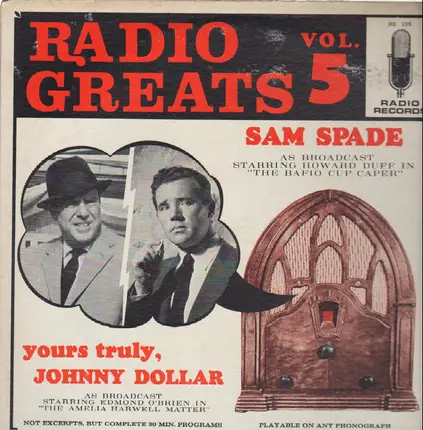 RADIO
GREATS
VOL.
5
RADIO
RECORDS
SAM SPADE
AS BROADCAST
STARRING HOWARD DUFF IN
"THE BAFIO CUP CAPER"
yours truly,
JOHNNY DOLLAR
AS BROADCAST
STARRING EDMOND O'BRIEN IN
"THE AMELIA HARWELL MATTER"
NOT EXCERPTS, BUT COMPLETE 30 MIN. PROGRAMS
PLAYABLE ON ANY PHONOGRAPH